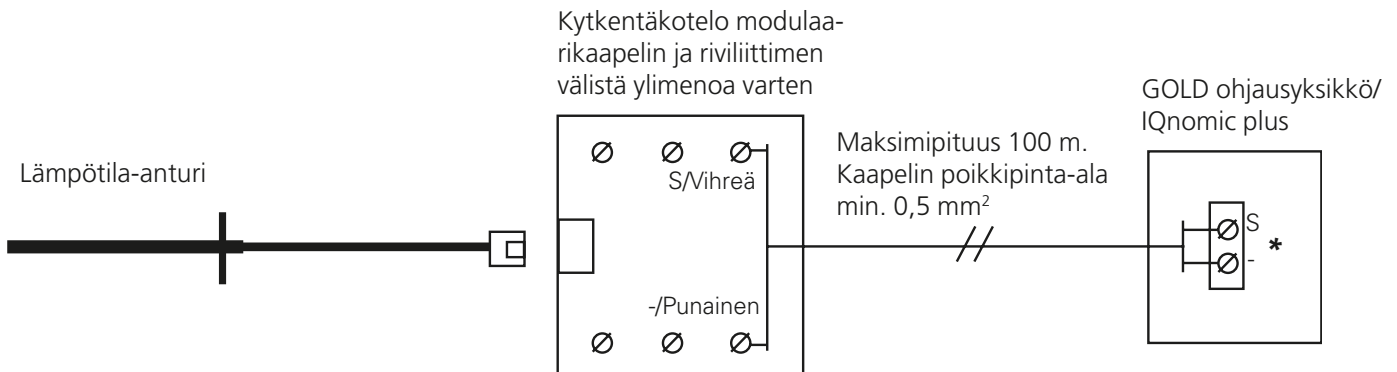 Kytkentäkotelo modulaa-
rikaapelin ja riviliittimen
välistä ylimenoa varten
GOLD ohjausyksikkö/
IQnomic plus
Maksimipituus 100 m.
Kaapelin poikkipinta-ala
min. 0,5 mm²
Lämpötila-anturi
S/Vihreä
S
*
-
-/Punainen